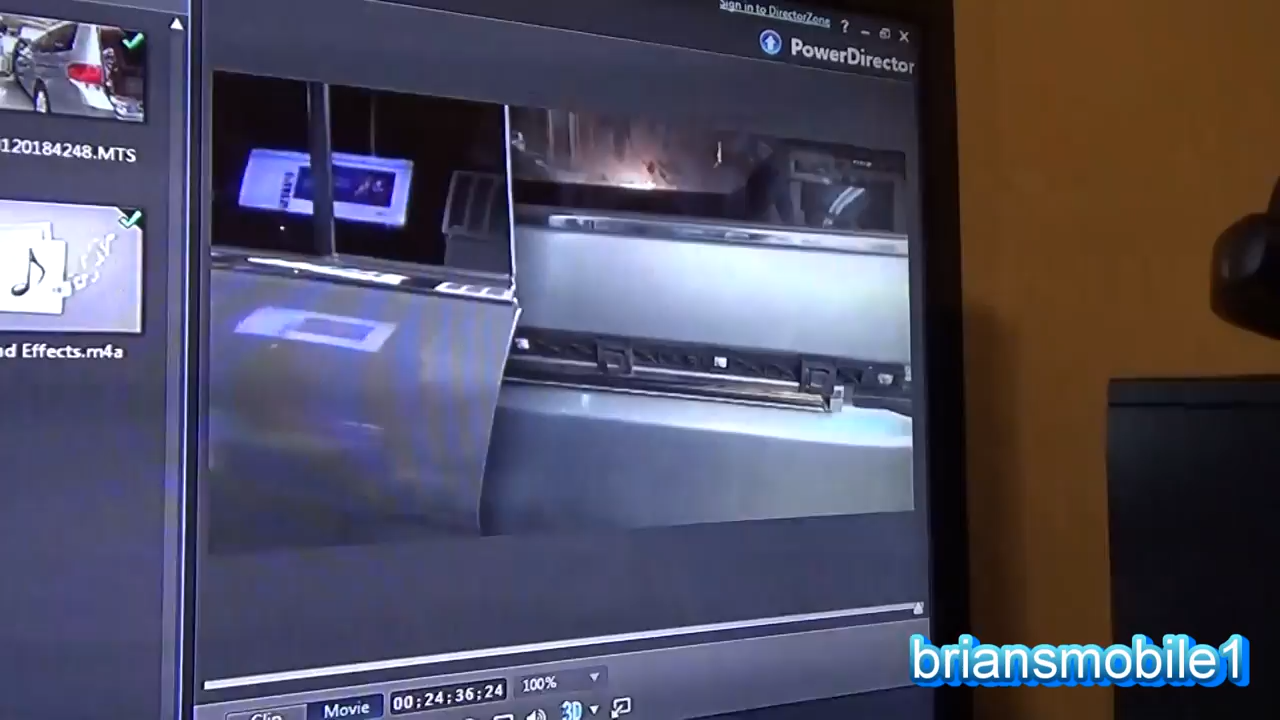 Sign in to DirectorZone
?
PowerDirector
120184248.MTS
d Effects.m4a
Clip
Movie
00;24;36;24
100%
3D
briansmobile1